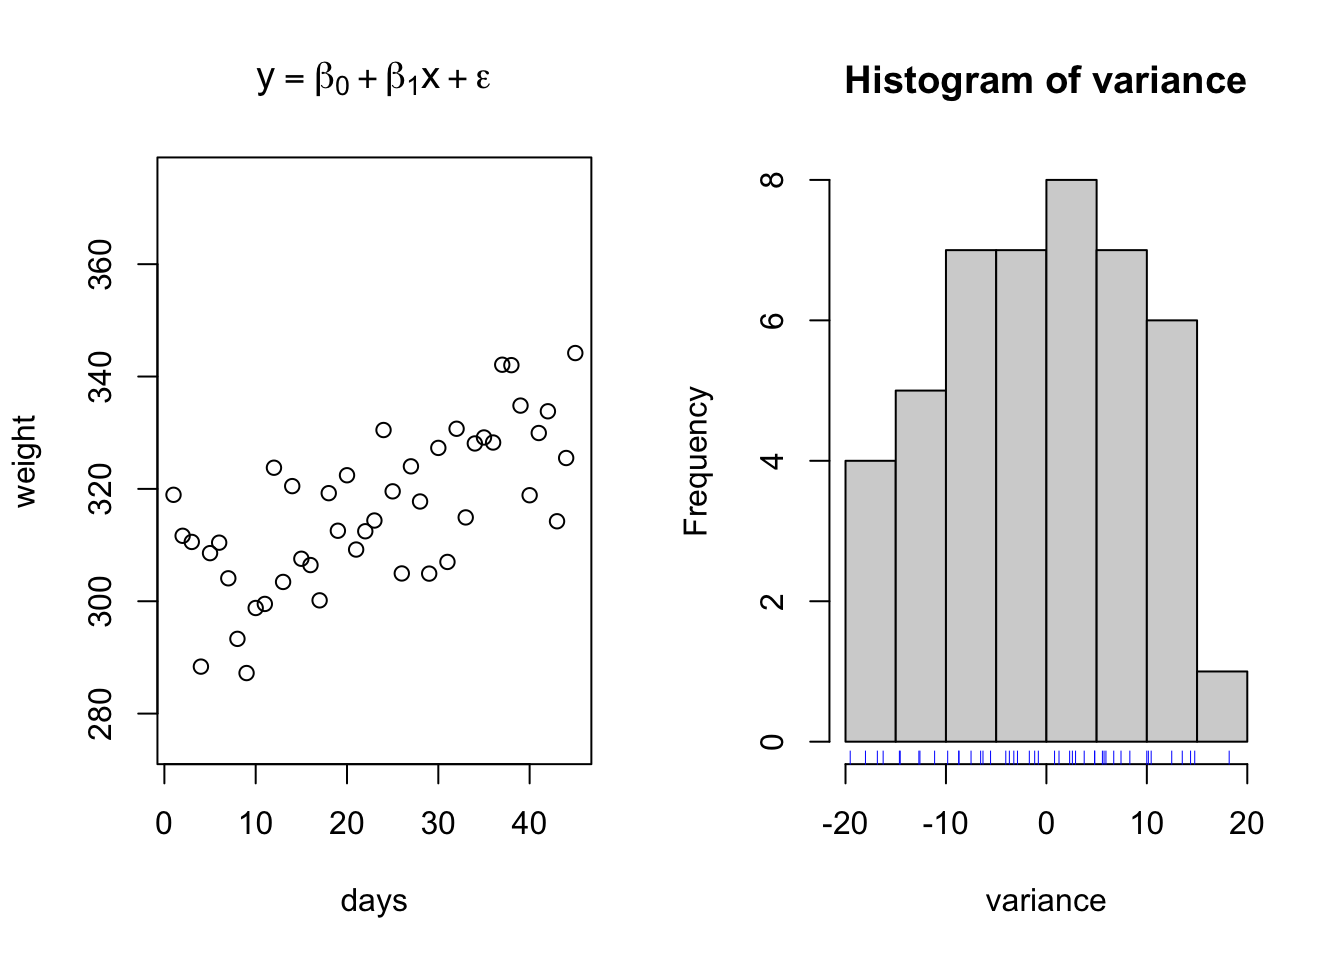 y = β₀ + β₁x + ε
weight
360
340
320
300
280
0 10 20 30 40
days
Histogram of variance
Frequency
8
6
4
2
0
-20 -10 0 10 20
variance